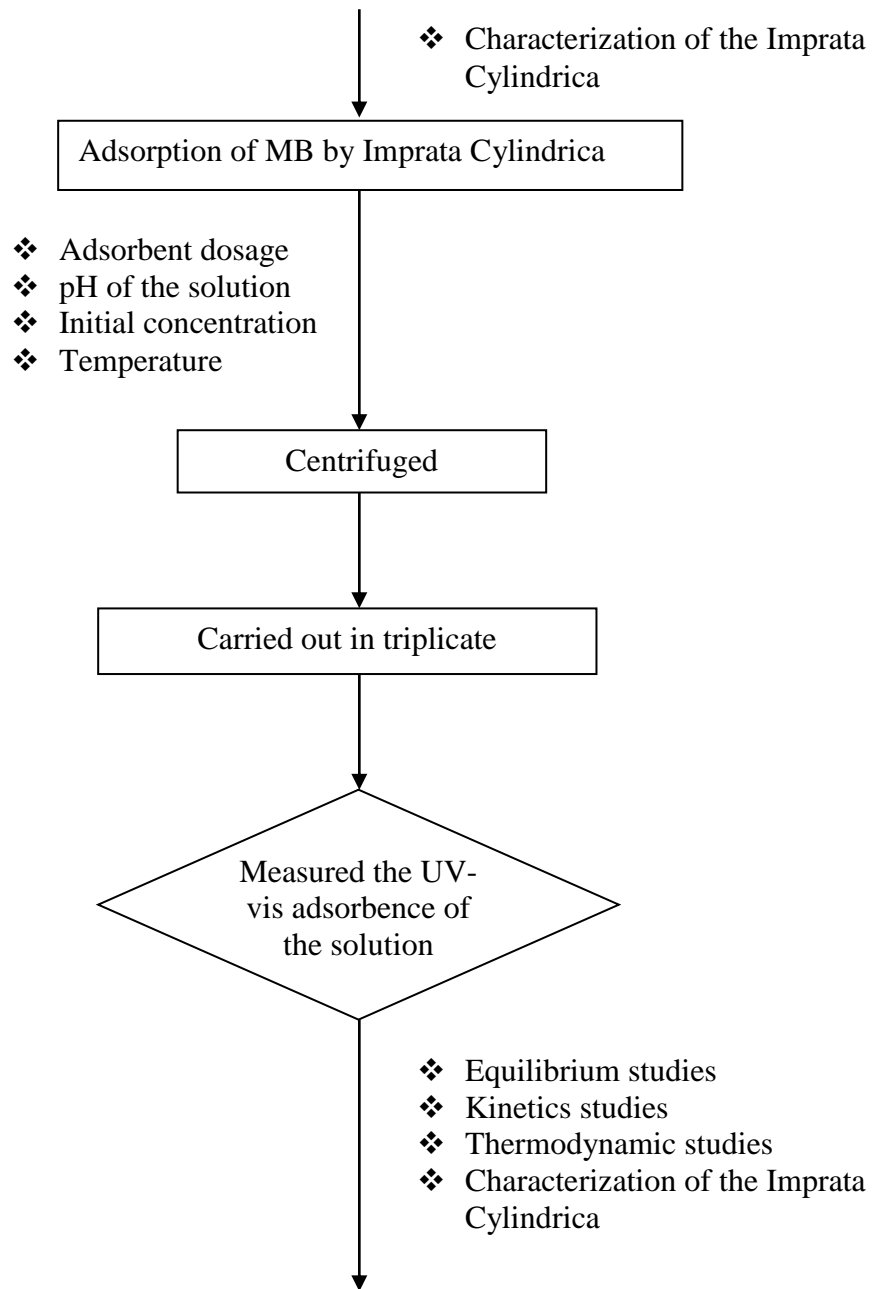 ❖ Characterization of the Imprata
Cylindrica
Adsorption of MB by Imprata Cylindrica
❖ Adsorbent dosage
❖ pH of the solution
❖ Initial concentration
❖ Temperature
Centrifuged
Carried out in triplicate
Measured the UV-
vis adsorbence of
the solution
❖ Equilibrium studies
❖ Kinetics studies
❖ Thermodynamic studies
❖ Characterization of the Imprata
Cylindrica